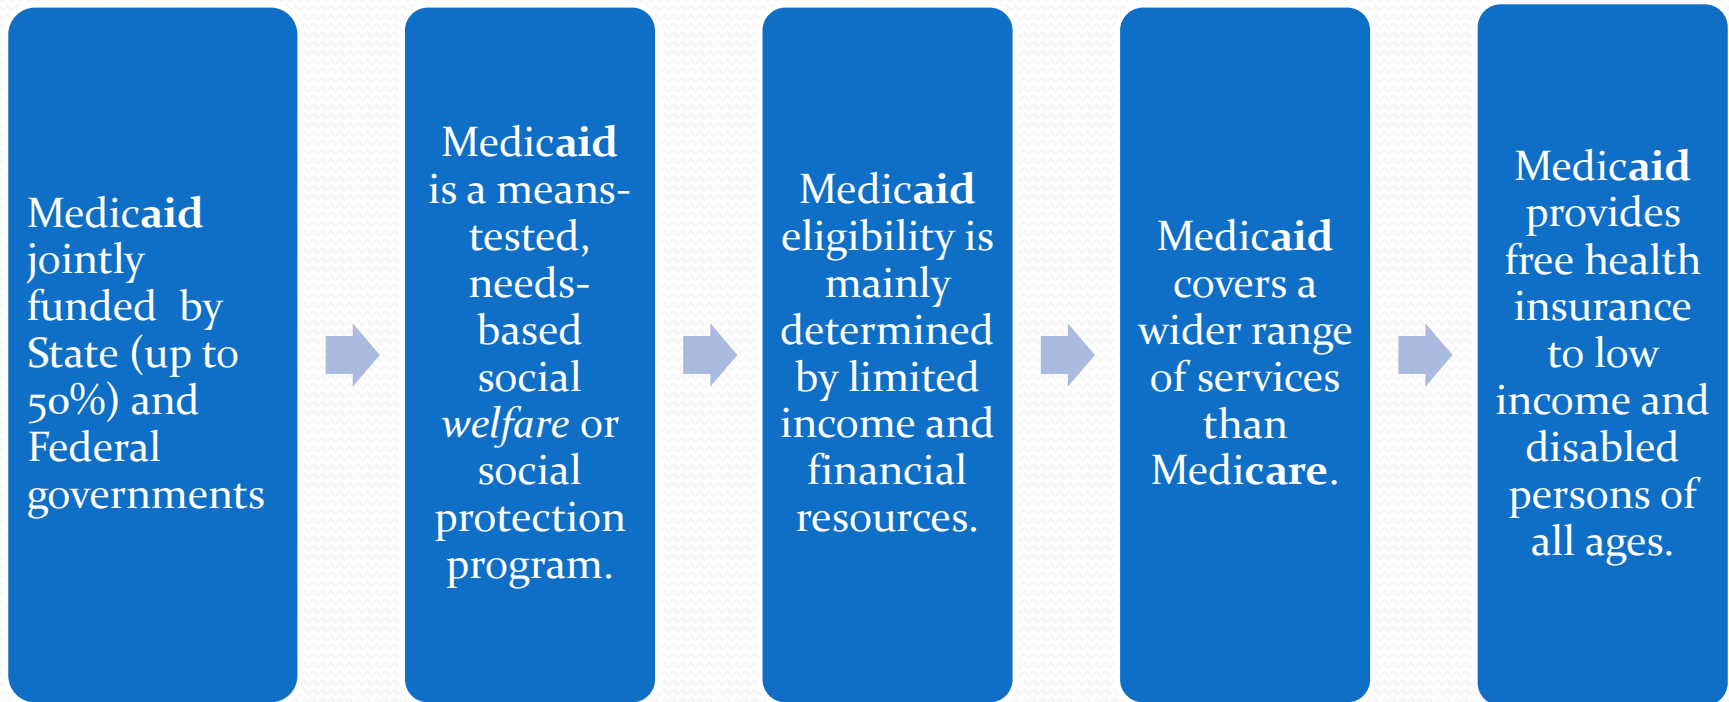 Medicaid
jointly
funded by
State (up to
50%) and
Federal
governments
Medicaid
is a means-
tested,
needs-
based
social
welfare or
social
protection
program.
Medicaid
eligibility is
mainly
determined
by limited
income and
financial
resources.
Medicaid
covers a
wider range
of services
than
Medicare.
Medicaid
provides
free health
insurance
to low
income and
disabled
persons of
all ages.